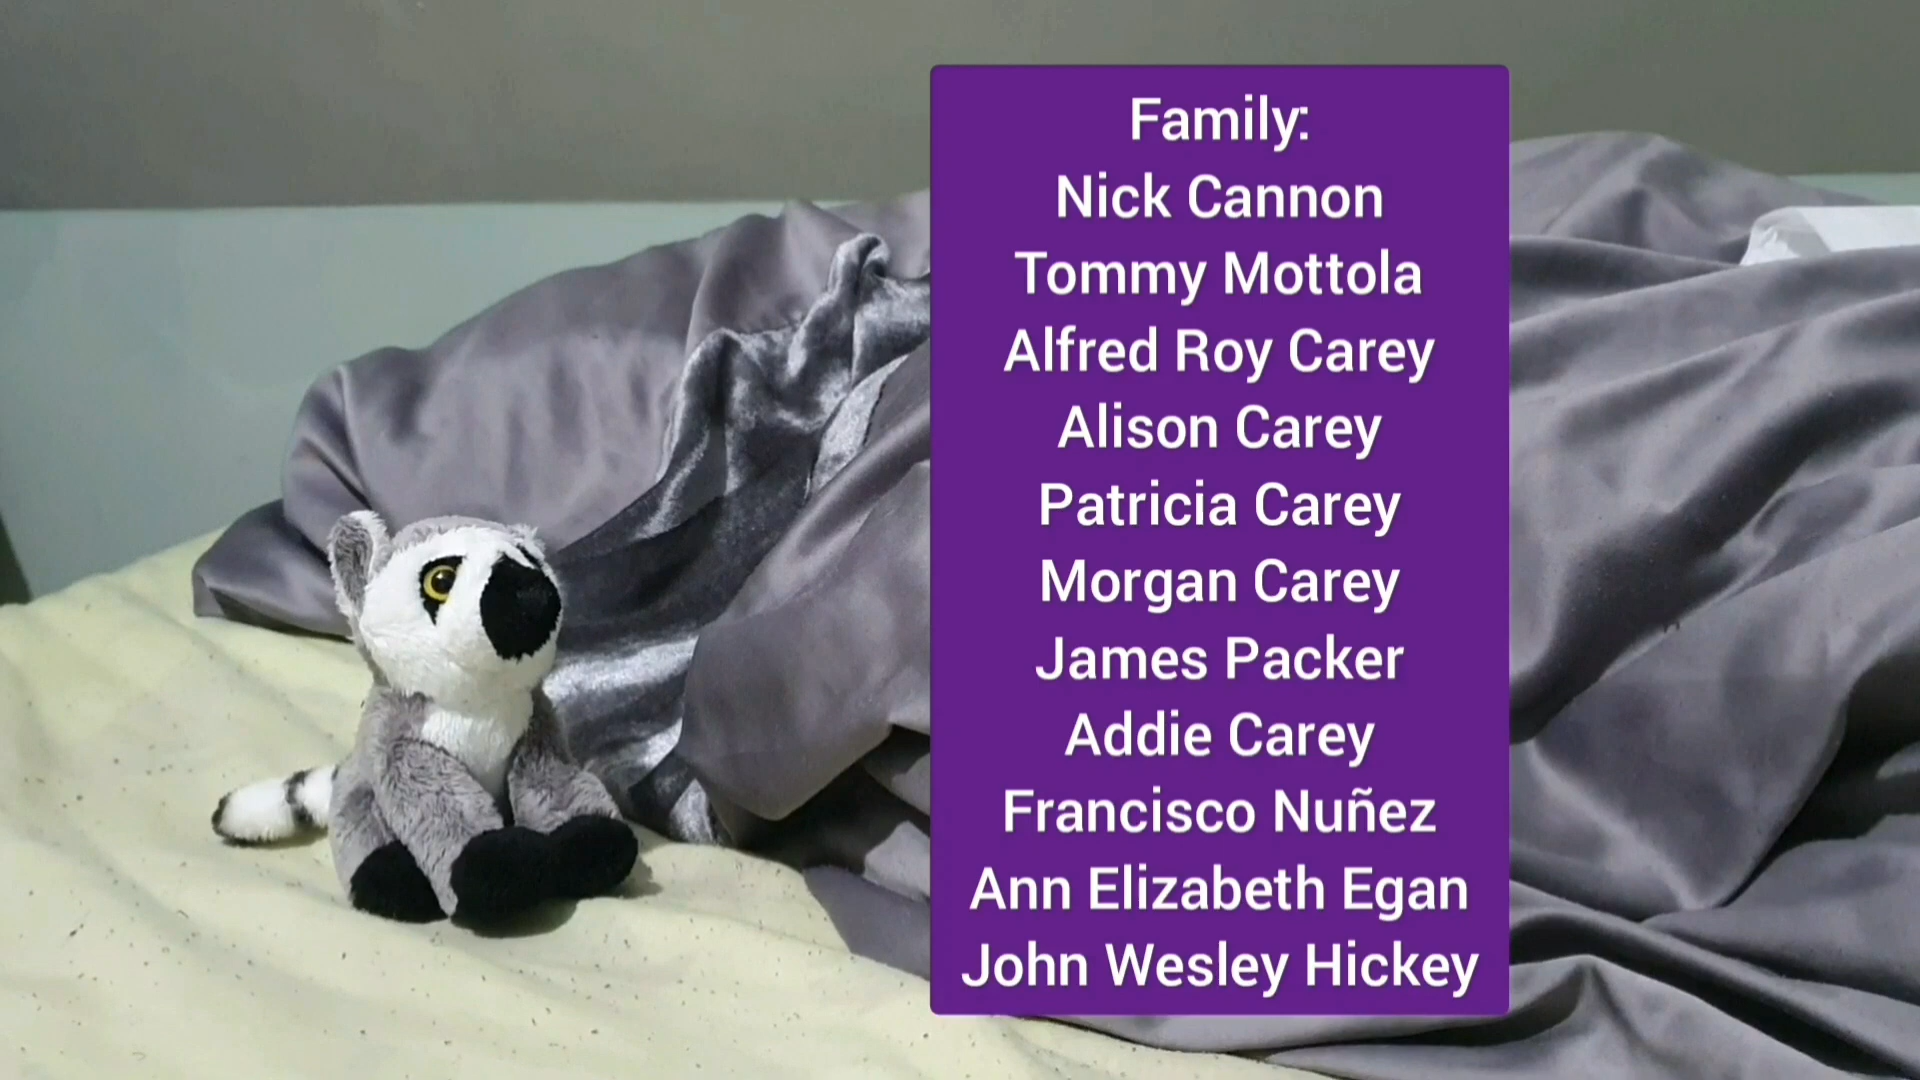 Family:
Nick Cannon
Tommy Mottola
Alfred Roy Carey
Alison Carey
Patricia Carey
Morgan Carey
James Packer
Addie Carey
Francisco Nuñez
Ann Elizabeth Egan
John Wesley Hickey